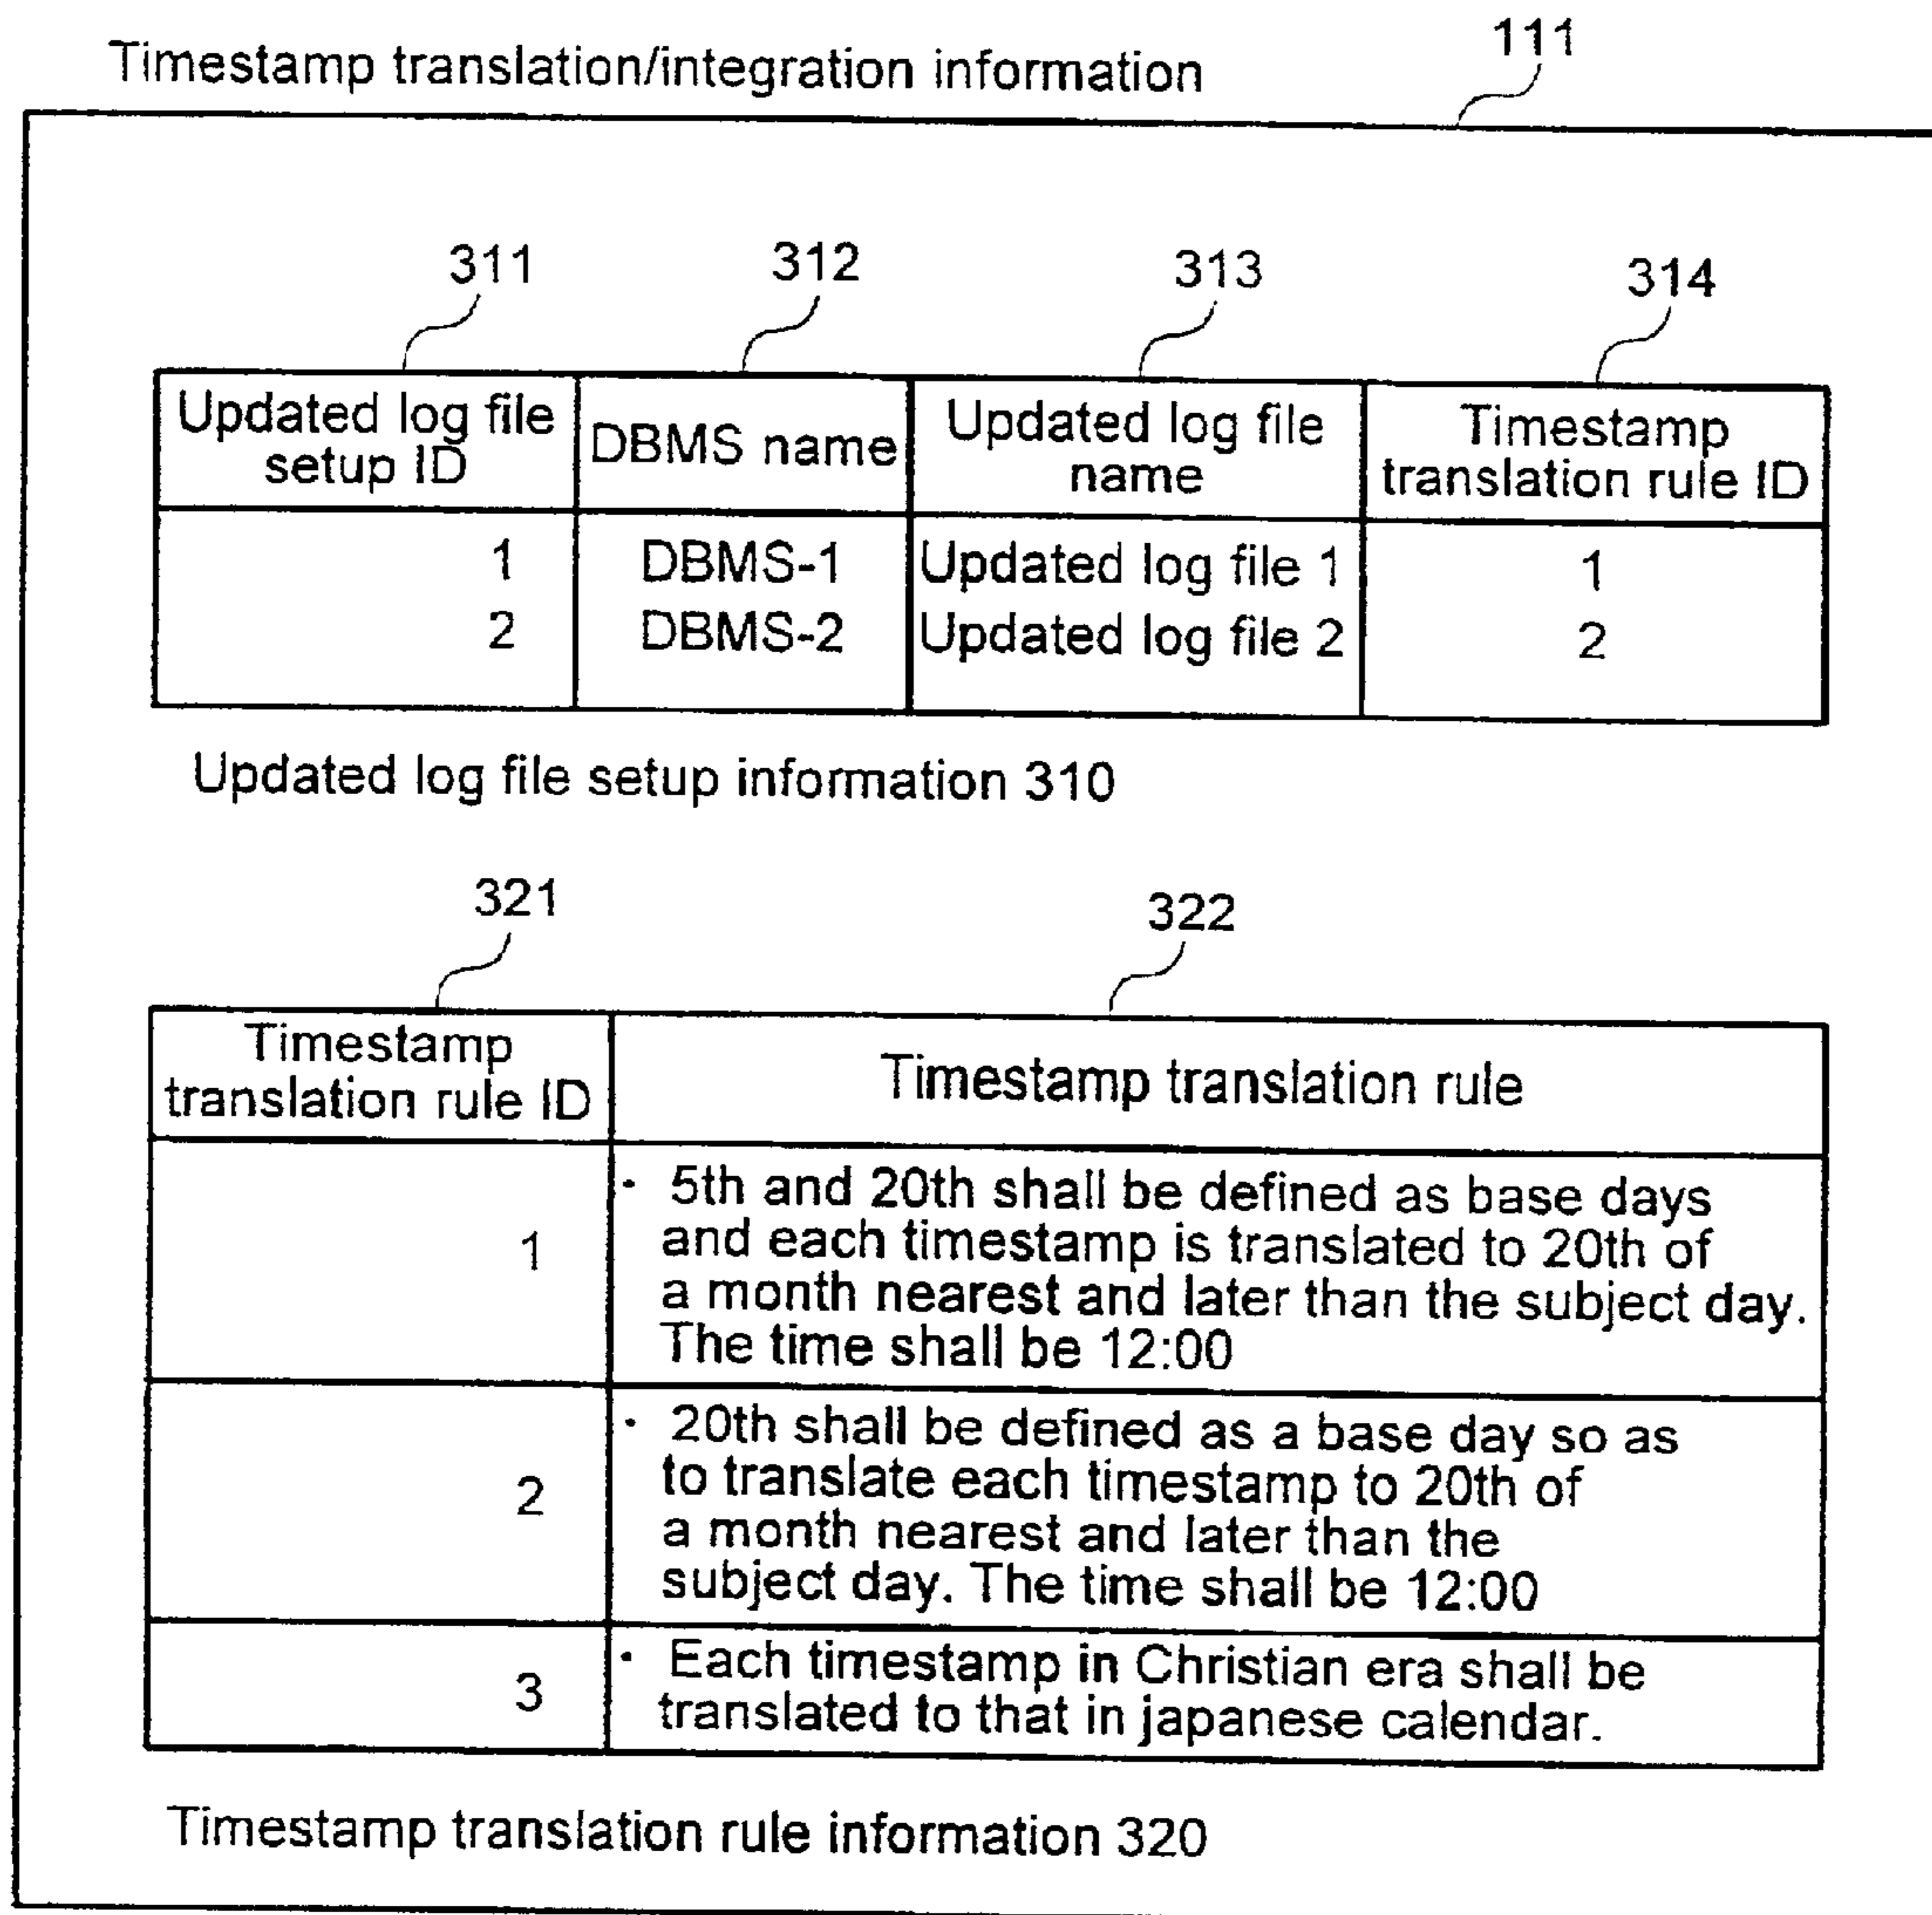 Timestamp translation/integration information
111
311
312
313
314
Updated log file
setup ID
DBMS name
Updated log file
name
Timestamp
translation rule ID
1
DBMS-1
Updated log file 1
1
2
DBMS-2
Updated log file 2
2
Updated log file setup information 310
321
322
Timestamp
translation rule ID
Timestamp translation rule
1
· 5th and 20th shall be defined as base days
and each timestamp is translated to 20th of
a month nearest and later than the subject day.
The time shall be 12:00
2
· 20th shall be defined as a base day so as
to translate each timestamp to 20th of
a month nearest and later than the
subject day. The time shall be 12:00
3
· Each timestamp in Christian era shall be
translated to that in japanese calendar.
Timestamp translation rule information 320